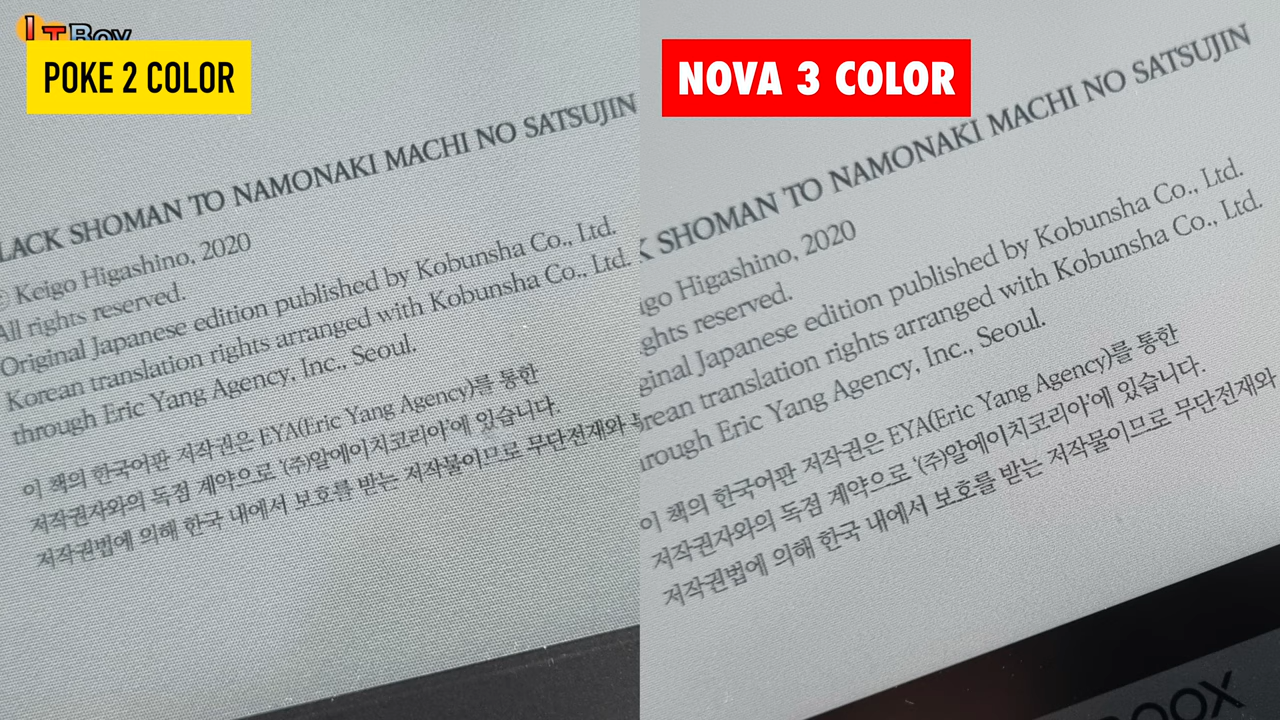 IT Boy
POKE 2 COLOR
LACK SHOMAN TO NAMONAKI MACHI NO SATSUJIN
© Keigo Higashino, 2020
All rights reserved.
Original Japanese edition published by Kobunsha Co., Ltd.
Korean translation rights arranged with Kobunsha Co., Ltd.
through Eric Yang Agency, Inc., Seoul.
이 책의 한국어판 저작권은 EYA(Eric Yang Agency)를 통한
저작권자와의 독점 계약으로 '(주)알에이치코리아'에 있습니다.
저작권법에 의해 한국 내에서 보호를 받는 저작물이므로 무단전재와
NOVA 3 COLOR
K SHOMAN TO NAMONAKI MACHI NO SATSUJIN
igo Higashino, 2020
ghts reserved.
ginal Japanese edition published by Kobunsha Co., Ltd.
rean translation rights arranged with Kobunsha Co., Ltd.
rough Eric Yang Agency, Inc., Seoul.
이 책의 한국어판 저작권은 EYA(Eric Yang Agency)를 통한
저작권자와의 독점 계약으로 '(주)알에이치코리아'에 있습니다.
저작권법에 의해 한국 내에서 보호를 받는 저작물이므로 무단전재와
BOOX